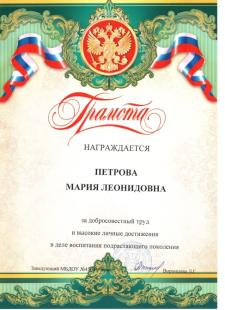 Грамота
НАГРАЖДАЕТСЯ
ПЕТРОВА
МАРИЯ ЛЕОНИДОВНА
за добросовестный труд
и высокие личные достижения
в деле воспитания подрастающего поколения
Заведующий МБДОУ